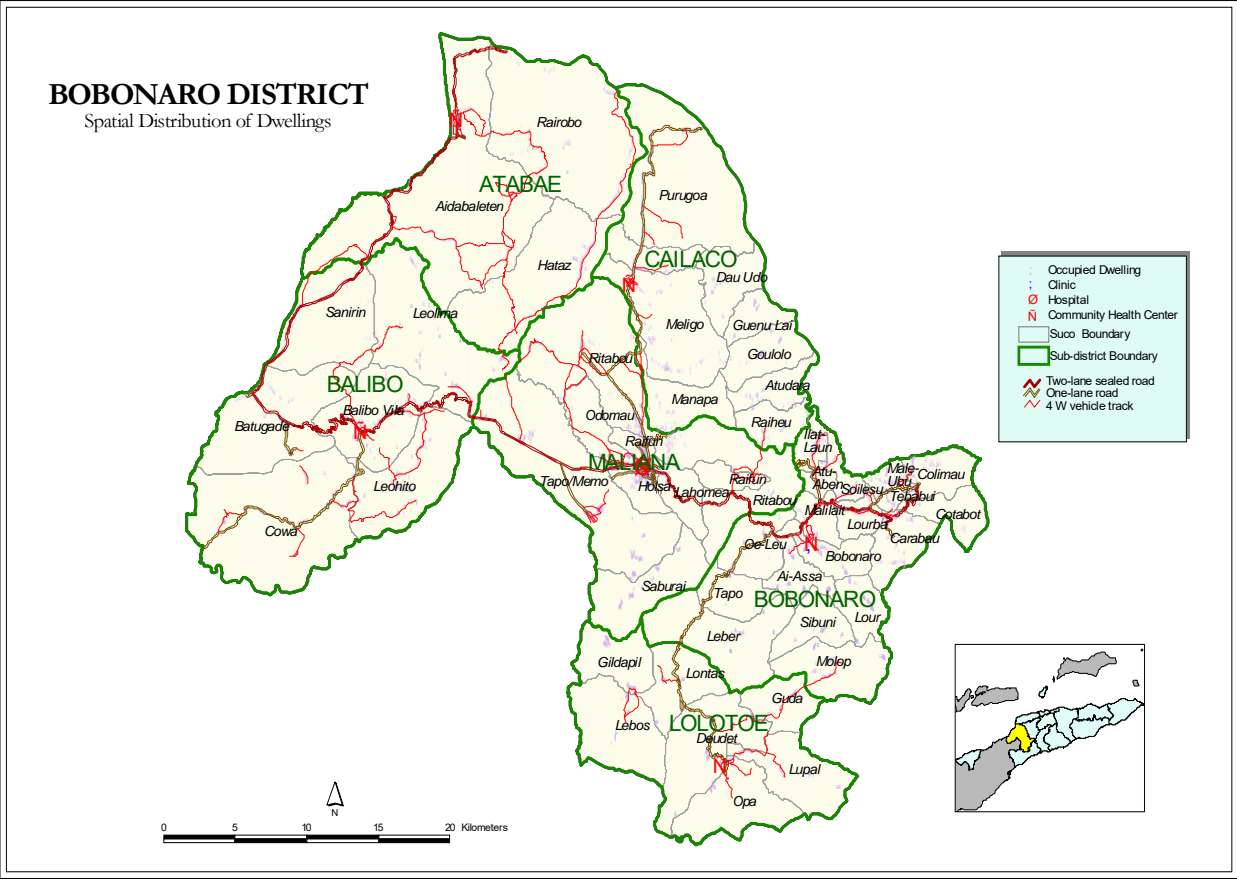 BOBONARO DISTRICT
Spatial Distribution of Dwellings
Rairobo
Ñ
ATABAE
Purugoa
Aidabaleten
CAILACO
Hataz
Dau Udo
Ñ
Sanirin
Leolima
Meligo
Guenu-Lai
Goulolo
Ritabou
BALIBO
Atudara
Manapa
Balibo Vila
Odomau
Batugade
Raiheu
Ñ
Raifun
Ilat-
Laun
MALIANA
Male-
Ubu
Colimau
Atu-
Aben
Tapo/Memo
Holsa
Raifun
Soilesu
Tebabui
Leohito
Lahomea
Ritabou
Malilait
Cotabot
Lourba
Cowa
Carabau
Oe-Leu
Ñ
Bobonaro
Ai-Assa
Saburai
Tapo
BOBONARO
Lour
Sibuni
Leber
Gildapil
Molop
Lontas
Guda
Lebos
LOLOTOE
Deudet
Ñ
Lupal
Opa
Occupied Dwelling
; Clinic
Ø Hospital
Ñ Community Health Center
Suco Boundary
Sub-district Boundary
Two-lane sealed road
One-lane road
4 W vehicle track
N
0 5 10 15 20 Kilometers